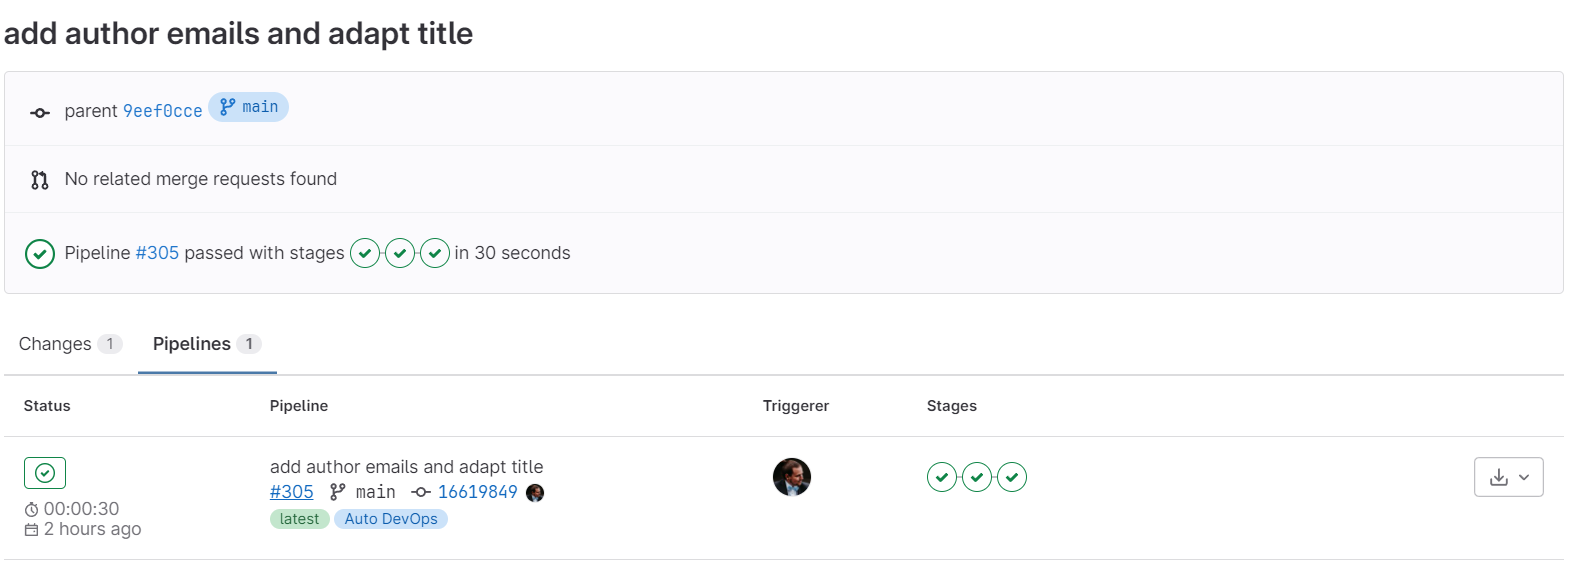 add author emails and adapt title
parent 9eef0cce main
No related merge requests found
Pipeline #305 passed with stages in 30 seconds
Changes 1 Pipelines 1
Status Pipeline Triggerer Stages
add author emails and adapt title
#305 main 16619849
00:00:30
latest Auto DevOps
2 hours ago